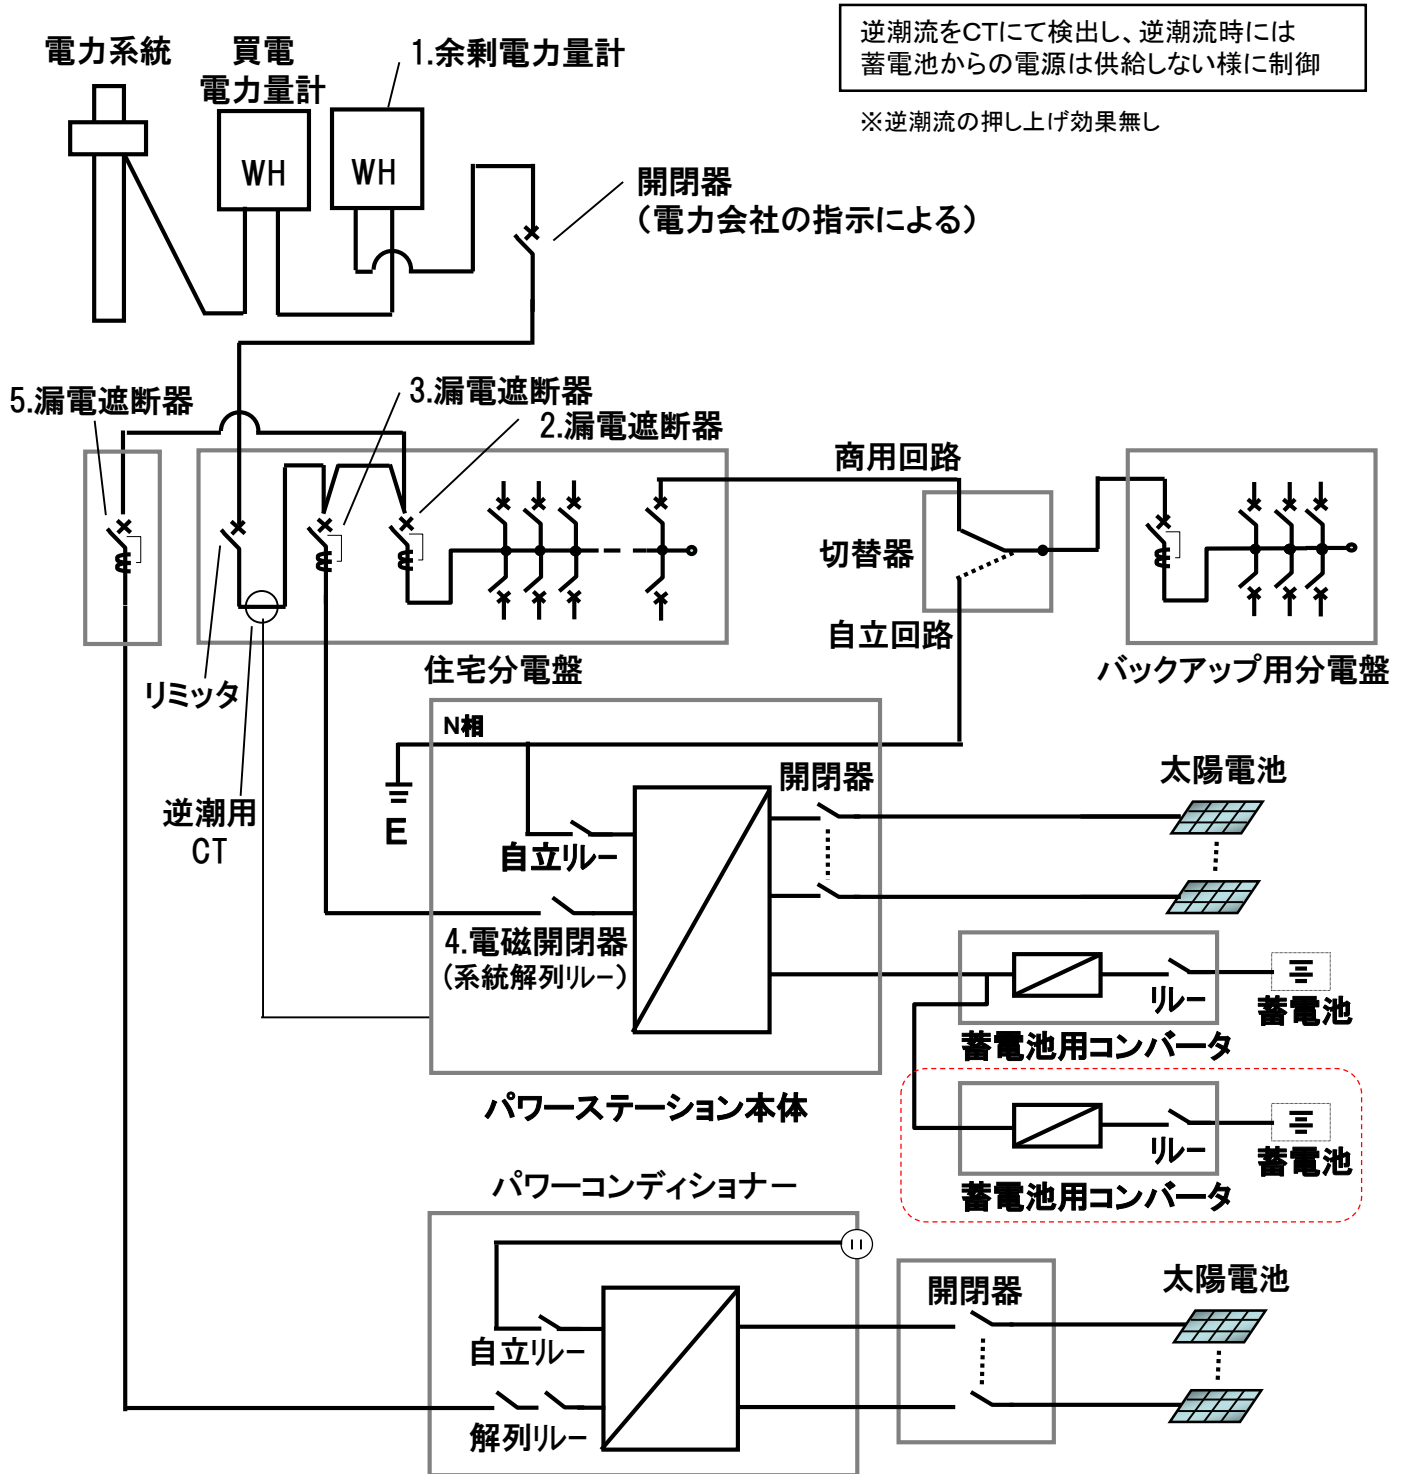 逆潮流をCTにて検出し、逆潮流時には
蓄電池からの電源は供給しない様に制御
※逆潮流の押し上げ効果無し
電力系統
買電
電力量計
1.余剰電力量計
WH
WH
開閉器
（電力会社の指示による）
5.漏電遮断器
3.漏電遮断器
2.漏電遮断器
商用回路
切替器
自立回路
住宅分電盤
バックアップ用分電盤
リミッタ
N相
逆潮用
CT
E
自立リレー
開閉器
太陽電池
4.電磁開閉器
（系統解列リレー）
リレー
蓄電池
蓄電池用コンバータ
パワーステーション本体
リレー
蓄電池
蓄電池用コンバータ
パワーコンディショナー
開閉器
太陽電池
自立リレー
解列リレー